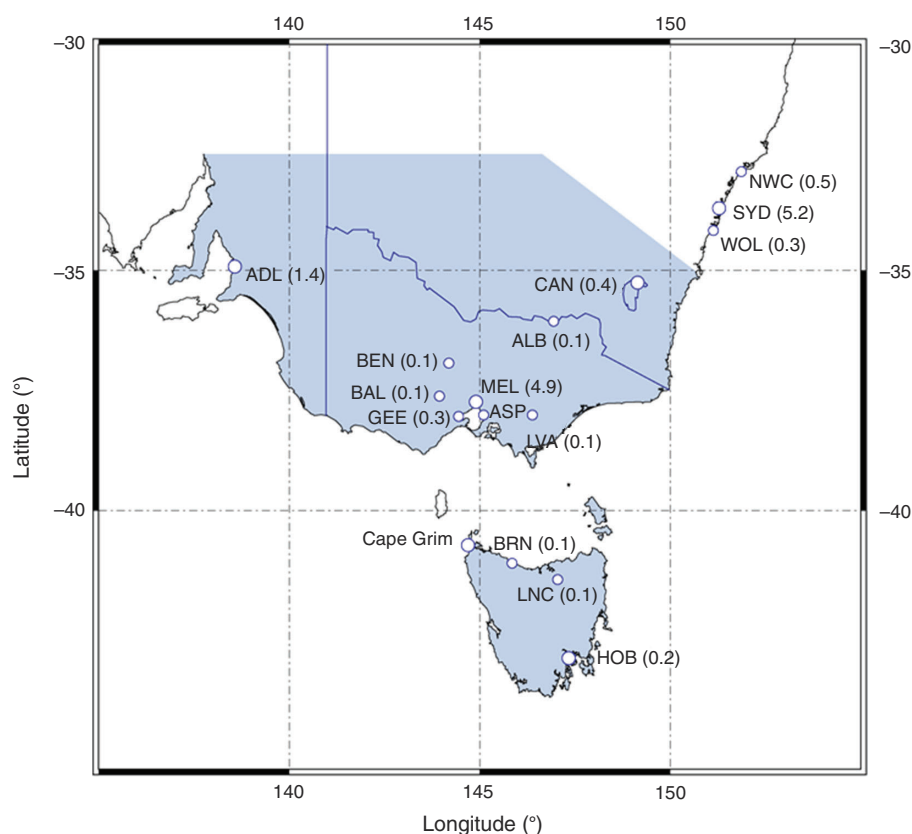 140 145 150
–30 –30
NWC (0.5)
SYD (5.2)
WOL (0.3)
–35 –35
ADL (1.4)
CAN (0.4)
ALB (0.1)
BEN (0.1)
MEL (4.9)
BAL (0.1)
ASP
GEE (0.3)
LVA (0.1)
Latitude (°)
–40 –40
Cape Grim
BRN (0.1)
LNC (0.1)
HOB (0.2)
140 145 150
Longitude (°)